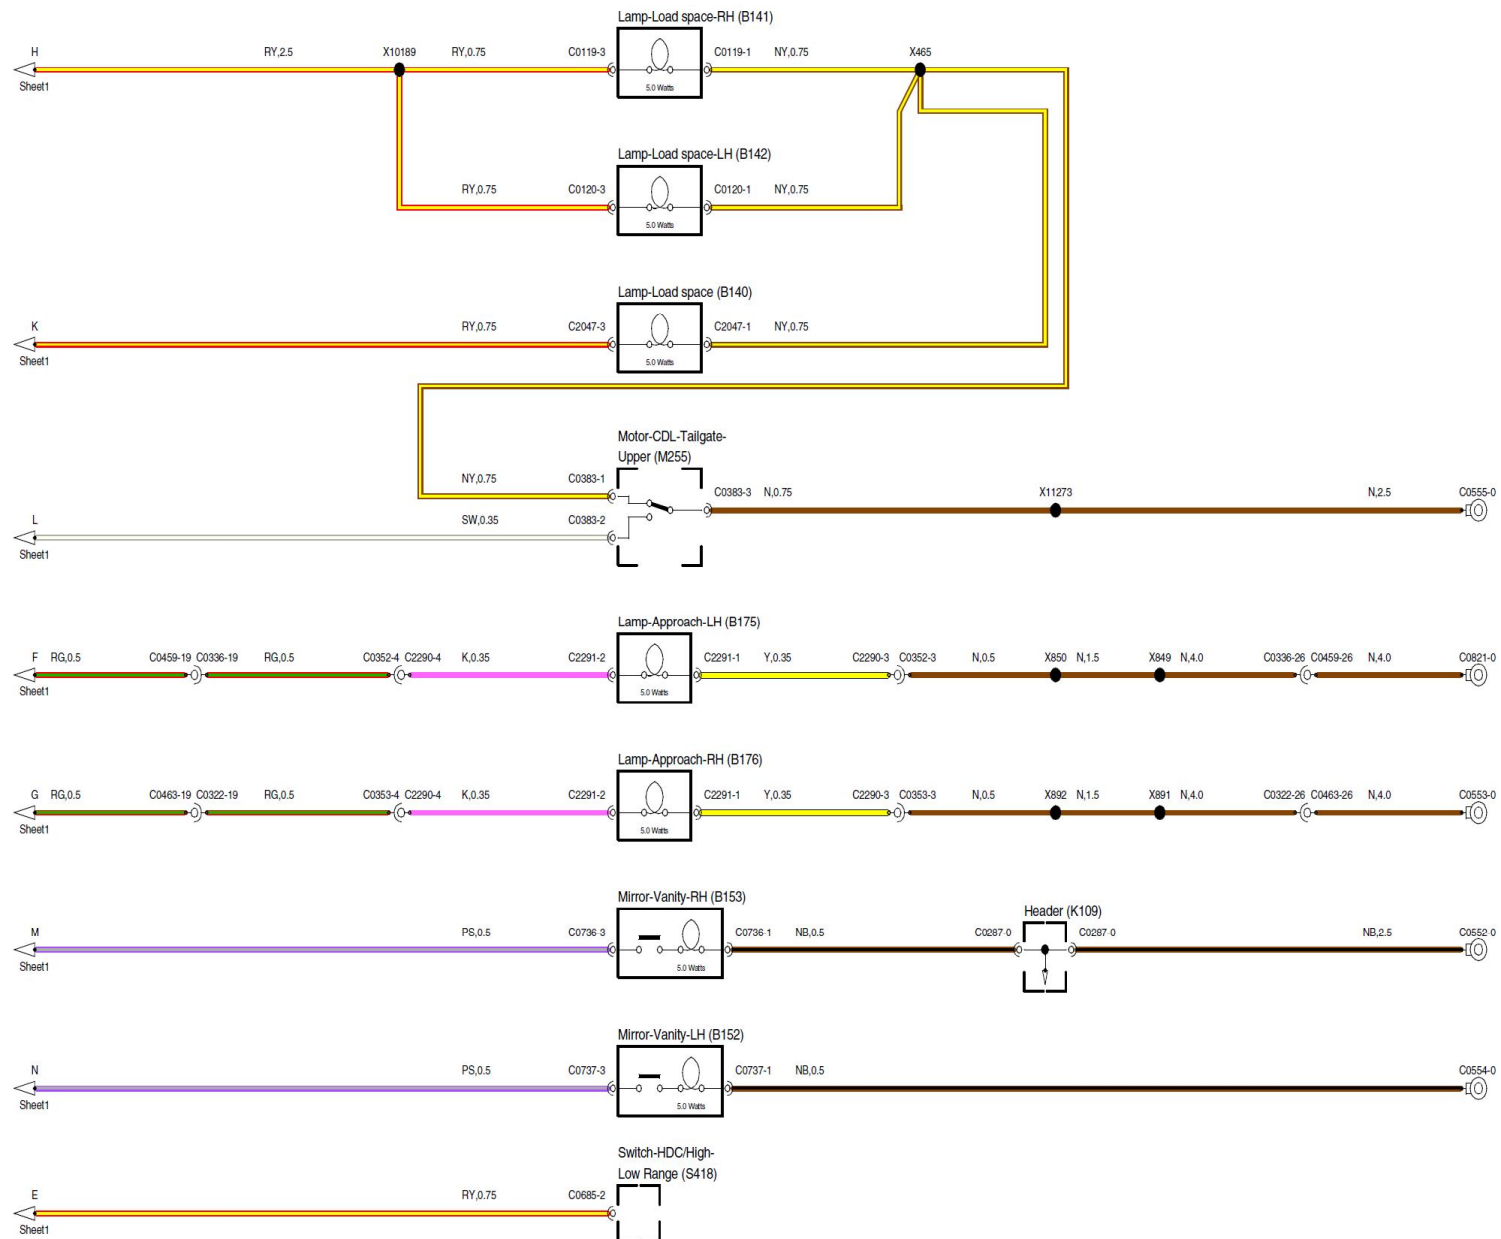 Lamp-Load space-RH (B141)
H RY,2.5 X10189 RY,0.75 C0119-3 C0119-1 NY,0.75 X465
Sheet1
5.0 Watts
Lamp-Load space-LH (B142)
RY,0.75 C0120-3 C0120-1 NY,0.75
5.0 Watts
Lamp-Load space (B140)
K RY,0.75 C2047-3 C2047-1 NY,0.75
Sheet1
5.0 Watts
Motor-CDL-Tailgate-
Upper (M255)
NY,0.75 C0383-1
C0383-3 N,0.75 X11273 N,2.5 C0555-0
L SW,0.35 C0383-2
Sheet1
Lamp-Approach-LH (B175)
F RG,0.5 C0459-19 C0336-19 RG,0.5 C0352-4 C2290-4 K,0.35 C2291-2 C2291-1 Y,0.35 C2290-3 C0352-3 N,0.5 X850 N,1.5 X849 N,4.0 C0336-26 C0459-26 N,4.0 C0821-0
Sheet1
5.0 Watts
Lamp-Approach-RH (B176)
G RG,0.5 C0463-19 C0322-19 RG,0.5 C0353-4 C2290-4 K,0.35 C2291-2 C2291-1 Y,0.35 C2290-3 C0353-3 N,0.5 X892 N,1.5 X891 N,4.0 C0322-26 C0463-26 N,4.0 C0553-0
Sheet1
5.0 Watts
Mirror-Vanity-RH (B153)
Header (K109)
M PS,0.5 C0736-3 C0736-1 NB,0.5 C0287-0 C0287-0 NB,2.5 C0552-0
Sheet1
5.0 Watts
Mirror-Vanity-LH (B152)
N PS,0.5 C0737-3 C0737-1 NB,0.5 C0554-0
Sheet1
5.0 Watts
Switch-HDC/High-
Low Range (S418)
E RY,0.75 C0685-2
Sheet1